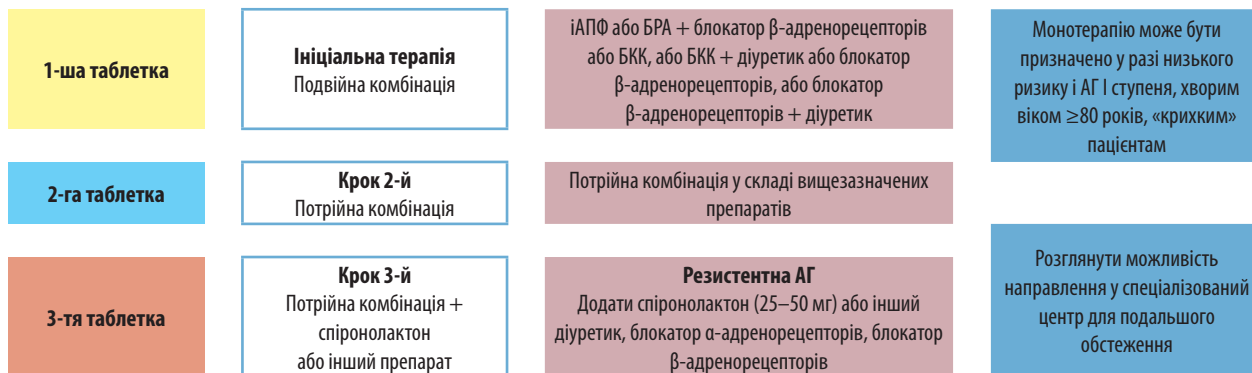 1-ша таблетка
Ініціальна терапія
Подвійна комбінація
іАПФ або БРА + блокатор β-адренорецепторів
або БКК, або БКК + діуретик або блокатор
β-адренорецепторів, або блокатор
β-адренорецепторів + діуретик
Монотерапію може бути
призначено у разі низького
ризику і АГ I ступеня, хворим
віком ≥80 років, «крихким»
пацієнтам
2-га таблетка
Крок 2-й
Потрійна комбінація
Потрійна комбінація у складі вищезазначених
препаратів
3-тя таблетка
Крок 3-й
Потрійна комбінація +
спіронолактон
або інший препарат
Резистентна АГ
Додати спіронолактон (25–50 мг) або інший
діуретик, блокатор α-адренорецепторів, блокатор
β-адренорецепторів
Розглянути можливість
направлення у спеціалізований
центр для подальшого
обстеження